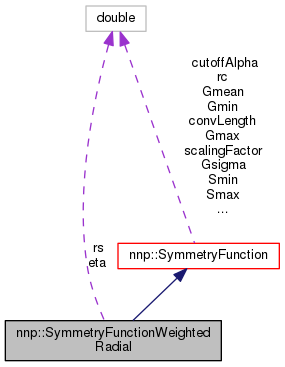 double
cutoffAlpha
rc
Gmean
Gmin
convLength
Gmax
scalingFactor
Gsigma
Smin
Smax
...
rs
eta
nnp::SymmetryFunction
nnp::SymmetryFunctionWeighted
Radial